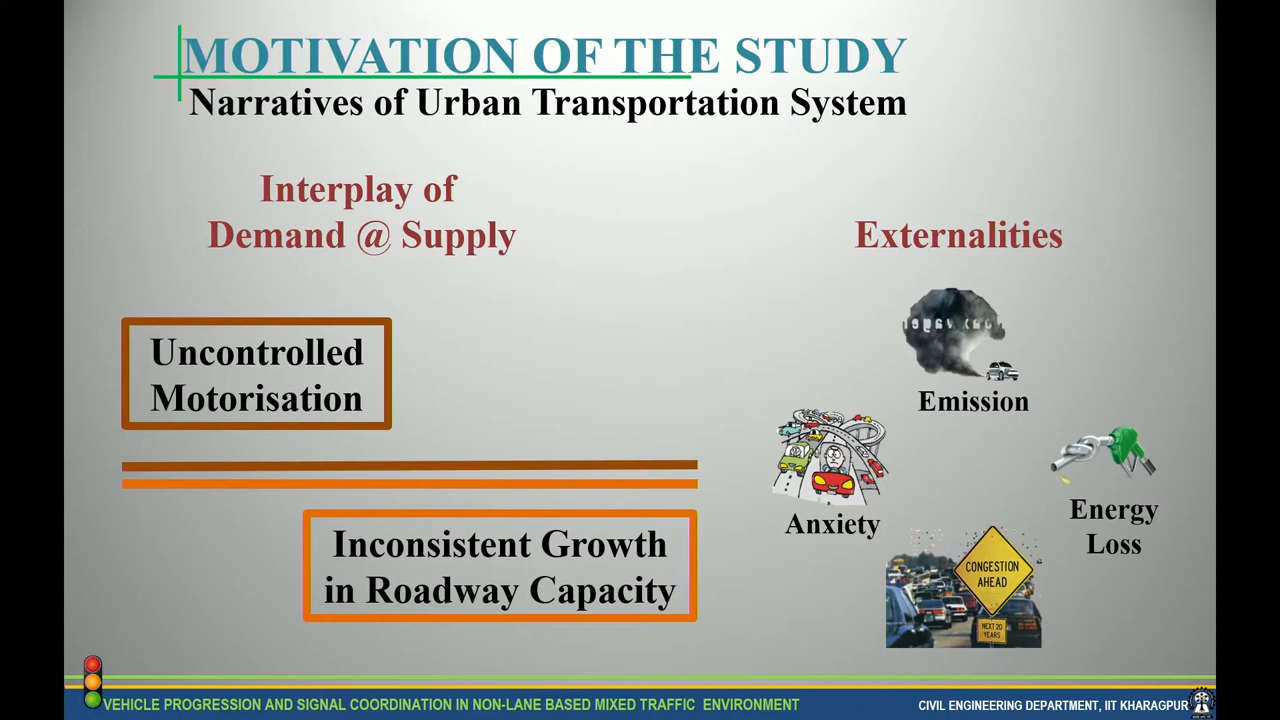 MOTIVATION OF THE STUDY
Narratives of Urban Transportation System
Interplay of
Demand @ Supply
Externalities
Uncontrolled
Motorisation
Inconsistent Growth
in Roadway Capacity
Emission
Anxiety
Energy
Loss
CONGESTION
AHEAD
NEXT 20
YEARS
VEHICLE PROGRESSION AND SIGNAL COORDINATION IN NON-LANE BASED MIXED TRAFFIC ENVIRONMENT
CIVIL ENGINEERING DEPARTMENT, IIT KHARAGPUR